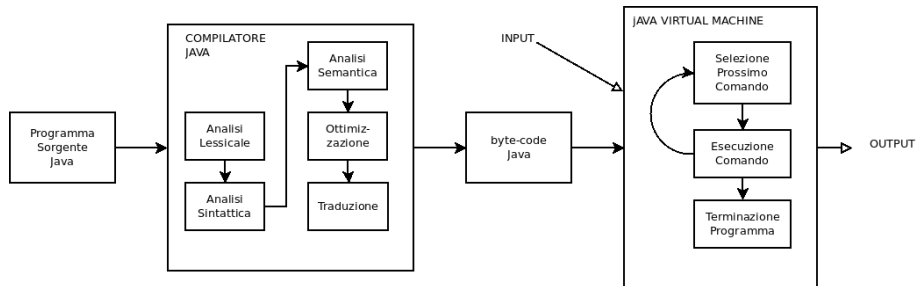 Programma
Sorgente
Java
COMPILATORE
JAVA
Analisi
Lessicale
Analisi
Sintattica
Analisi
Semantica
Ottimiz-
zazione
Traduzione
byte-code
Java
INPUT
jAVA VIRTUAL MACHINE
Selezione
Prossimo
Comando
Esecuzione
Comando
Terminazione
Programma
OUTPUT